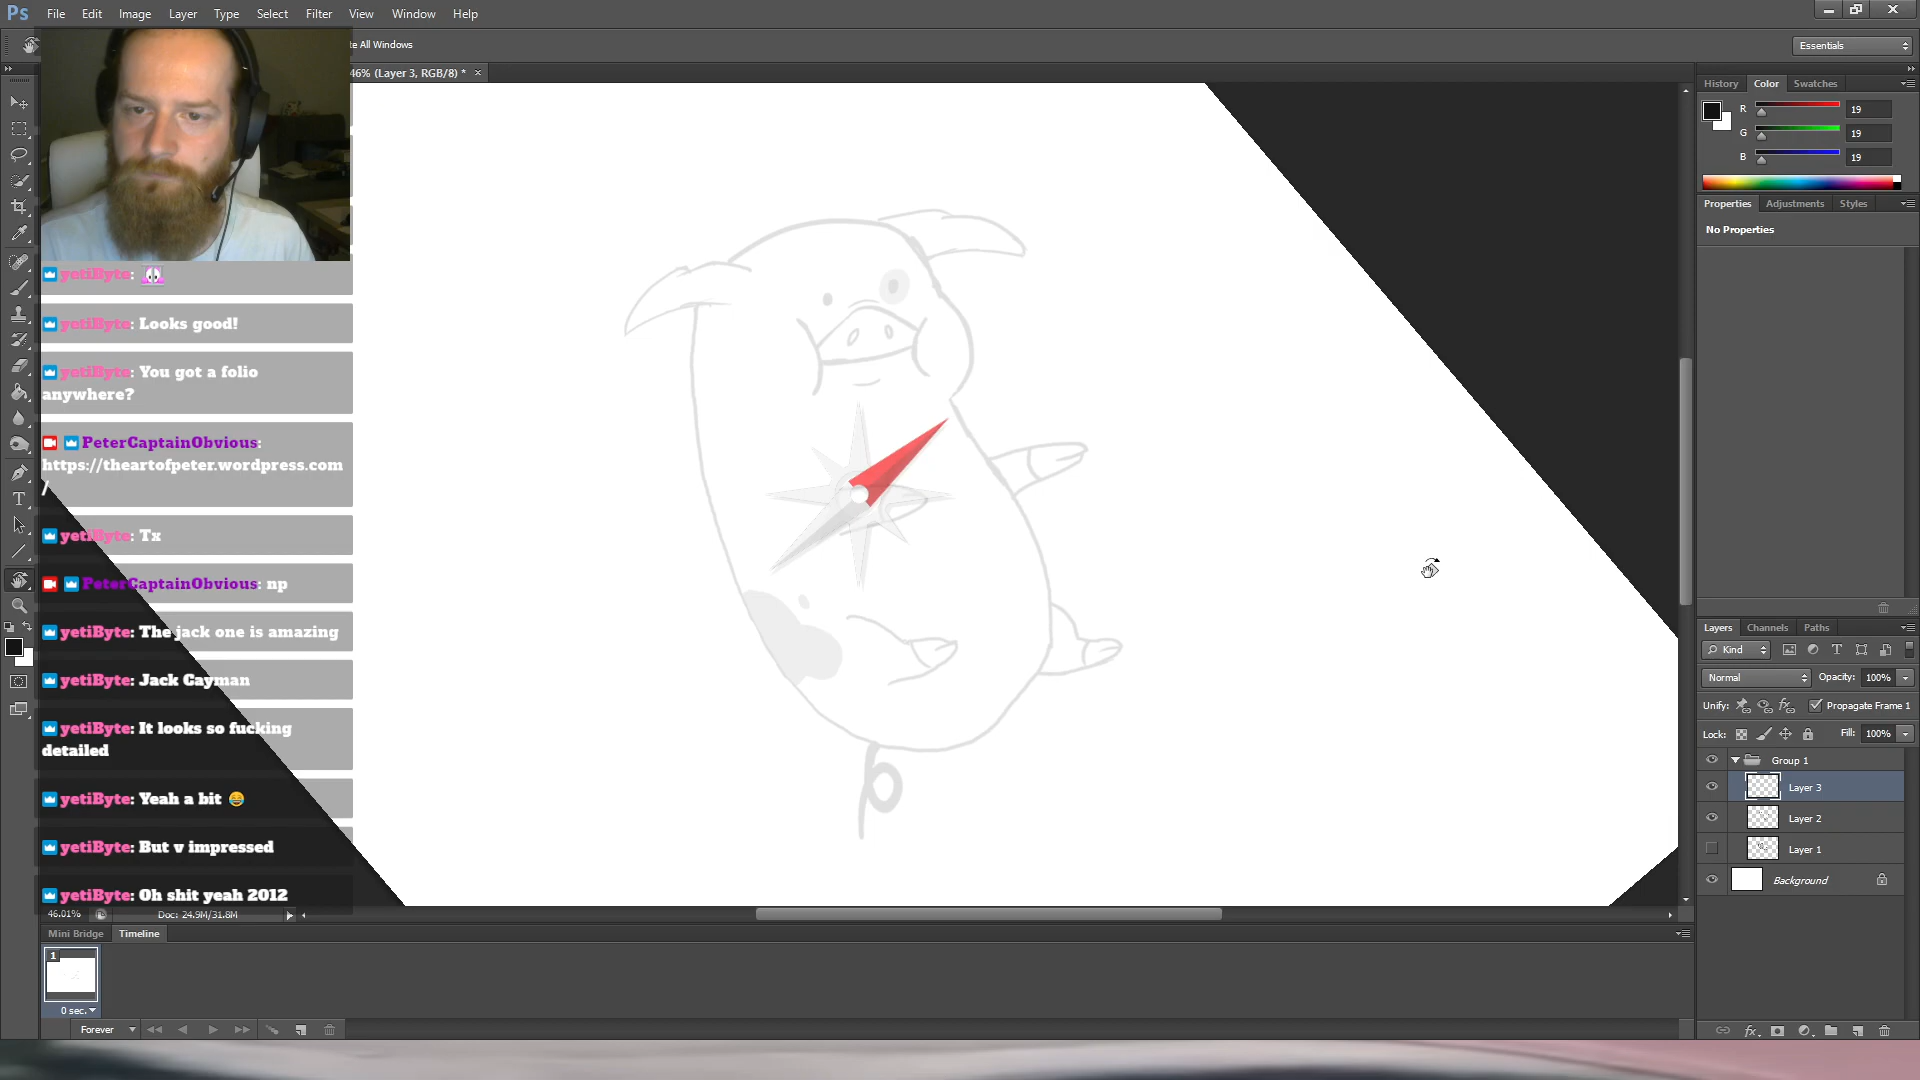 Ps File Edit Image Layer Type Select Filter View Window Help
te All Windows
Essentials
46% (Layer 3, RGB/8) * ×
History Color Swatches
R 19
G 19
B 19
Properties Adjustments Styles
No Properties
yetiByte:
yetiByte: Looks good!
yetiByte: You got a folio
anywhere?
PeterCaptainObvious:
https://theartofpeter.wordpress.com
/
yetiByte: Tx
PeterCaptainObvious: np
yetiByte: The jack one is amazing
yetiByte: Jack Cayman
yetiByte: It looks so fucking
detailed
yetiByte: Yeah a bit 😂
yetiByte: But v impressed
yetiByte: Oh shit yeah 2012
Layers Channels Paths
Kind
Normal Opacity: 100%
Unify: Propagate Frame 1
Lock: Fill: 100%
Group 1
Layer 3
Layer 2
Layer 1
Background
46.01% Doc: 24.9M/31.8M
Mini Bridge Timeline
1
0 sec.
Forever